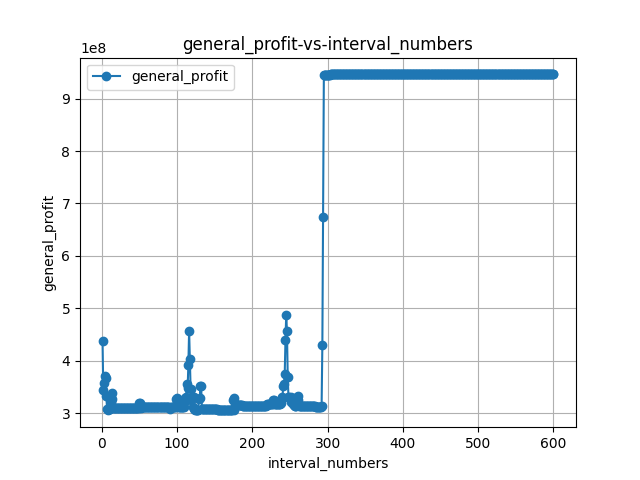 general_profit-vs-interval_numbers
1e8
general_profit
9
8
7
6
5
4
3
general_profit
0
100
200
300
400
500
600
interval_numbers